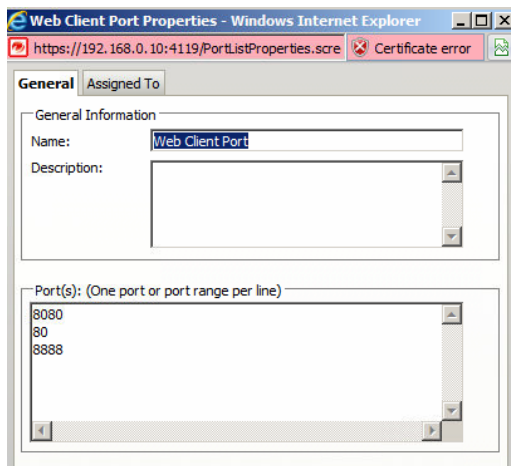 Web Client Port Properties - Windows Internet Explorer
https://192.168.0.10:4119/PortListProperties.scre Certificate error
General Assigned To
General Information
Name: Web Client Port
Description:
Port(s): (One port or port range per line)
8080
80
8888